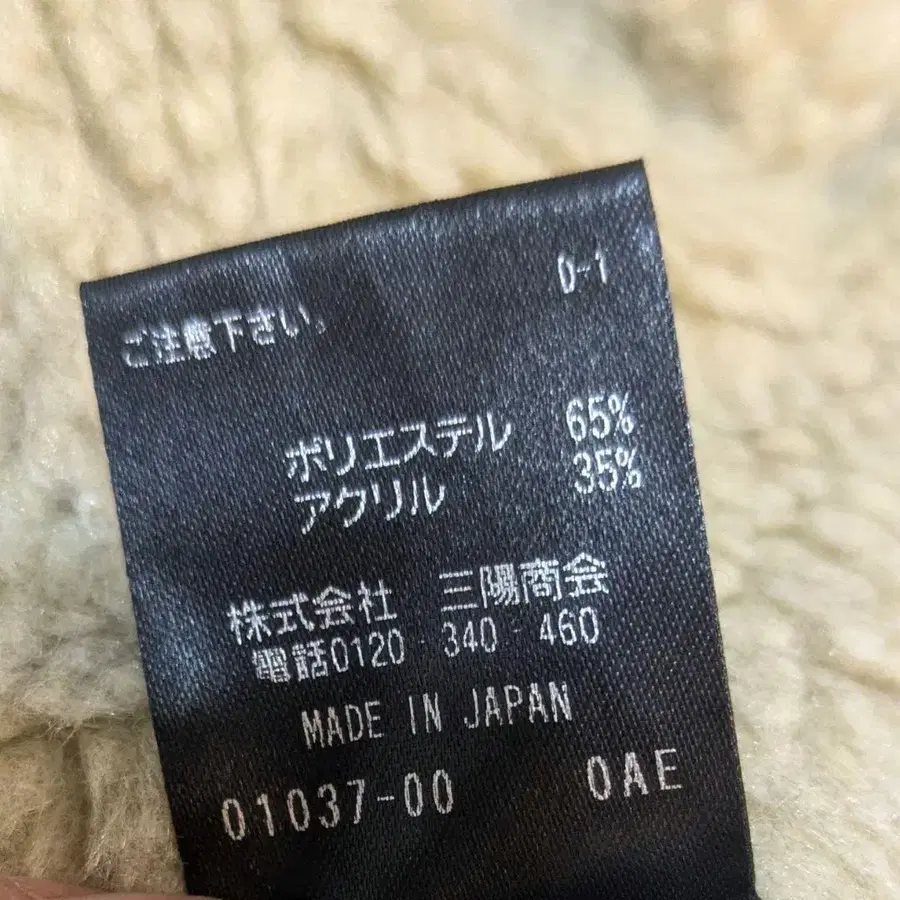 D-1
ご注意下さい。
ポリエステル 65%
アクリル 35%
株式会社 三陽商会
電話0120-340-460
MADE IN JAPAN
01037-00 0AE